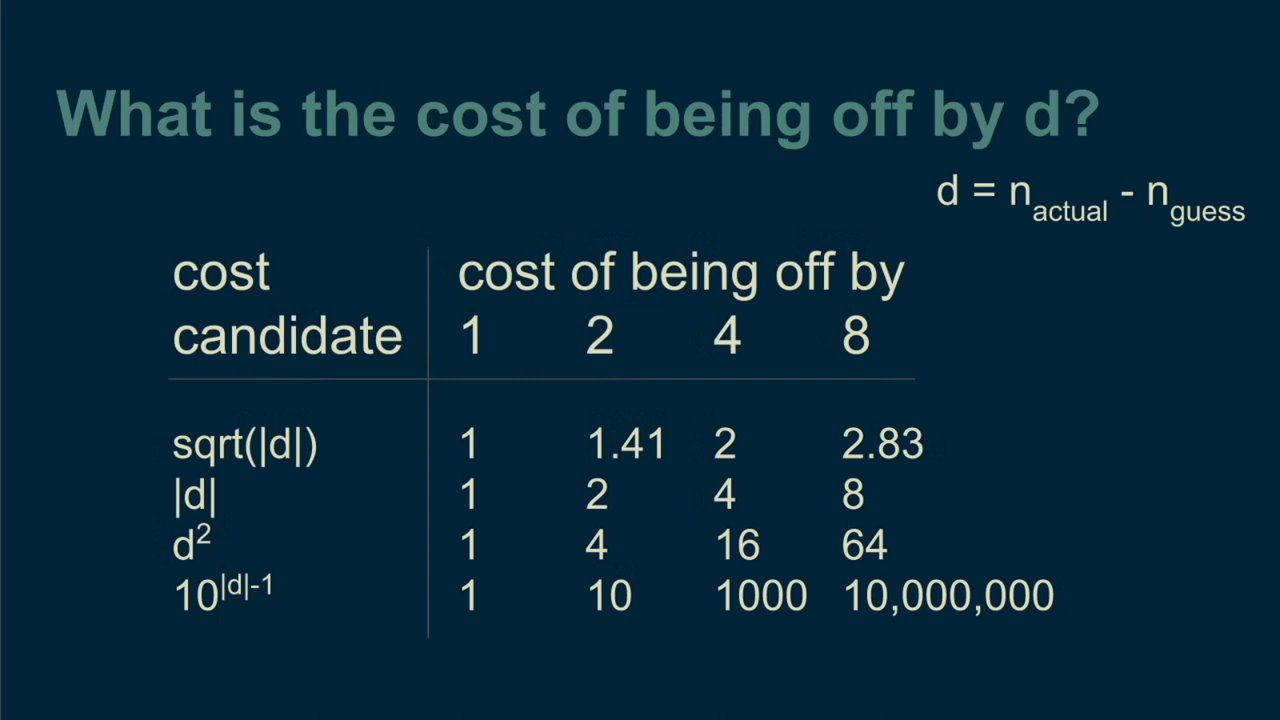 What is the cost of being off by d?
d = n_actual - n_guess
cost cost of being off by
candidate 1 2 4 8
sqrt(|d|) 1 1.41 2 2.83
|d| 1 2 4 8
d² 1 4 16 64
10^|d|-1 1 10 1000 10,000,000